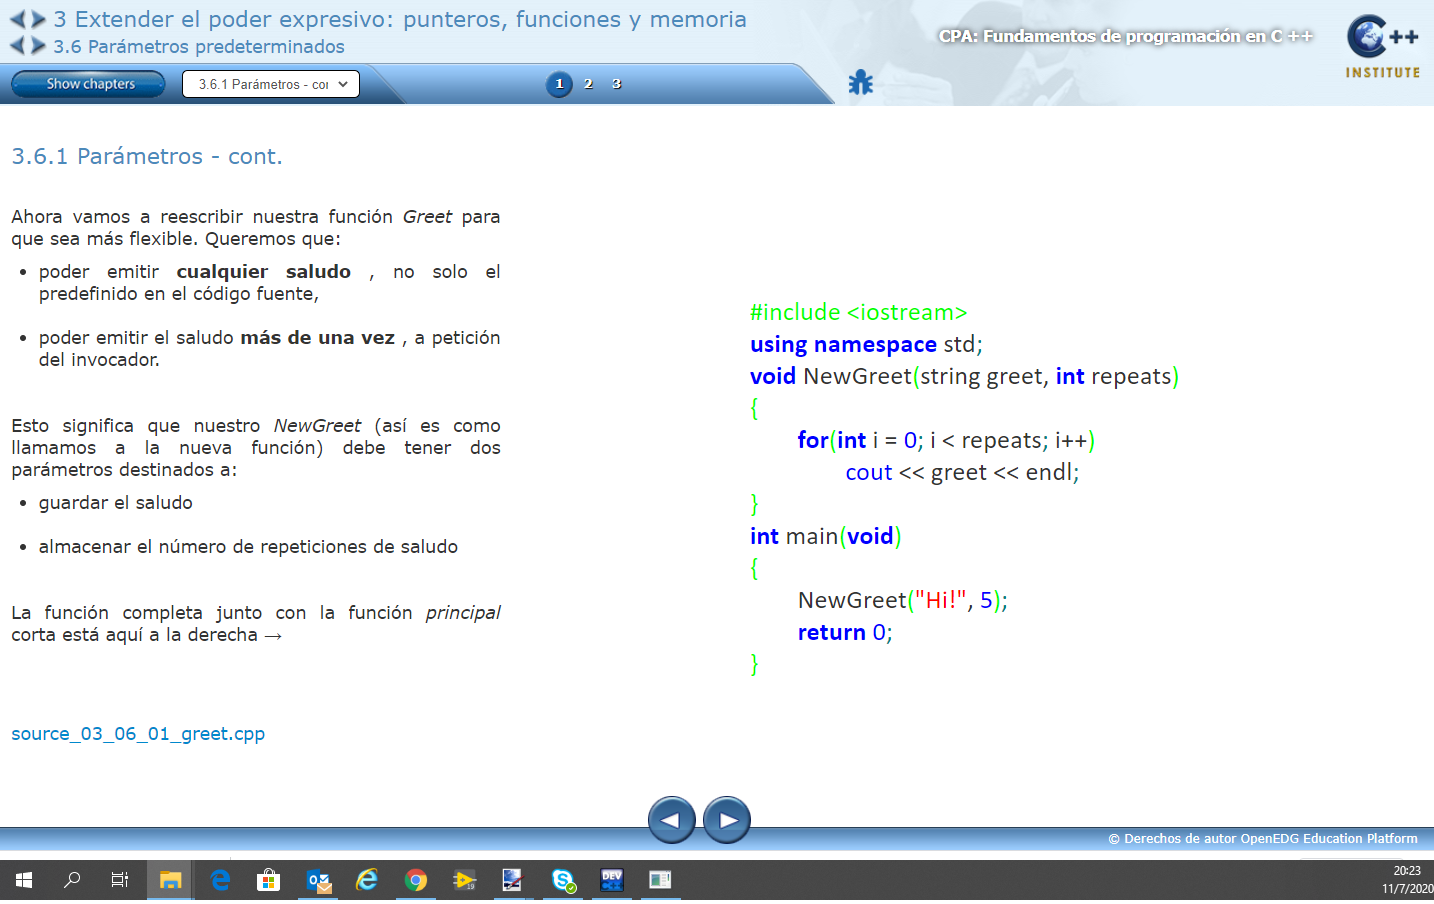 3 Extender el poder expresivo: punteros, funciones y memoria
3.6 Parámetros predeterminados
CPA: Fundamentos de programación en C ++
C++
INSTITUTE
Show chapters
3.6.1 Parámetros - cor
1 2 3
3.6.1 Parámetros - cont.
Ahora vamos a reescribir nuestra función Greet para
que sea más flexible. Queremos que:
• poder emitir cualquier saludo , no solo el
predefinido en el código fuente,
• poder emitir el saludo más de una vez , a petición
del invocador.
Esto significa que nuestro NewGreet (así es como
llamamos a la nueva función) debe tener dos
parámetros destinados a:
• guardar el saludo
• almacenar el número de repeticiones de saludo
La función completa junto con la función principal
corta está aquí a la derecha →
source_03_06_01_greet.cpp
#include <iostream>
using namespace std;
void NewGreet(string greet, int repeats)
{
for(int i = 0; i < repeats; i++)
cout << greet << endl;
}
int main(void)
{
NewGreet("Hi!", 5);
return 0;
}
© Derechos de autor OpenEDG Education Platform
19
DEV
20:23
11/7/2020